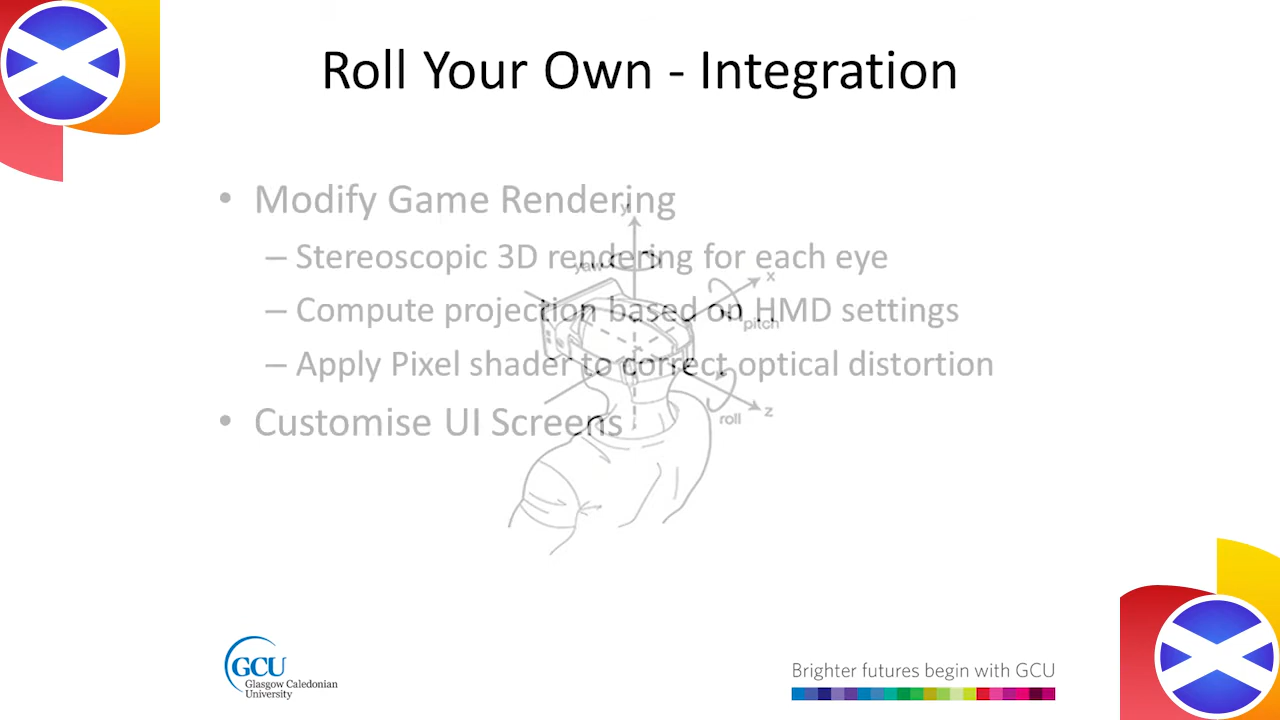 Roll Your Own - Integration
• Modify Game Rendering
– Stereoscopic 3D rendering for each eye
– Compute projection based on HMD settings
– Apply Pixel shader to correct optical distortion
• Customise UI Screens
y
yaw
x
pitch
z
roll
GCU
Glasgow Caledonian
University
Brighter futures begin with GCU